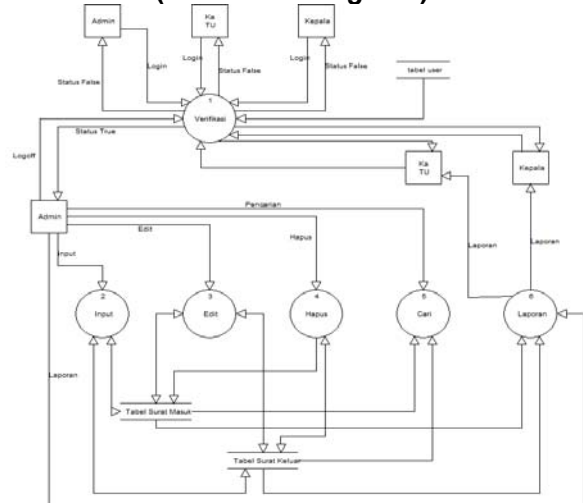 Admin
Ka
TU
Kepala
Login
Login
Login
Status False
Status False
Status False
tabel user
1
Verifikasi
Status True
Logoff
Ka
TU
Kepala
Admin
Pencarian
Edit
Hapus
Input
Laporan
Laporan
2
Input
3
Edit
4
Hapus
5
Cari
6
Laporan
Laporan
Tabel Surat Masuk
Tabel Surat Keluar